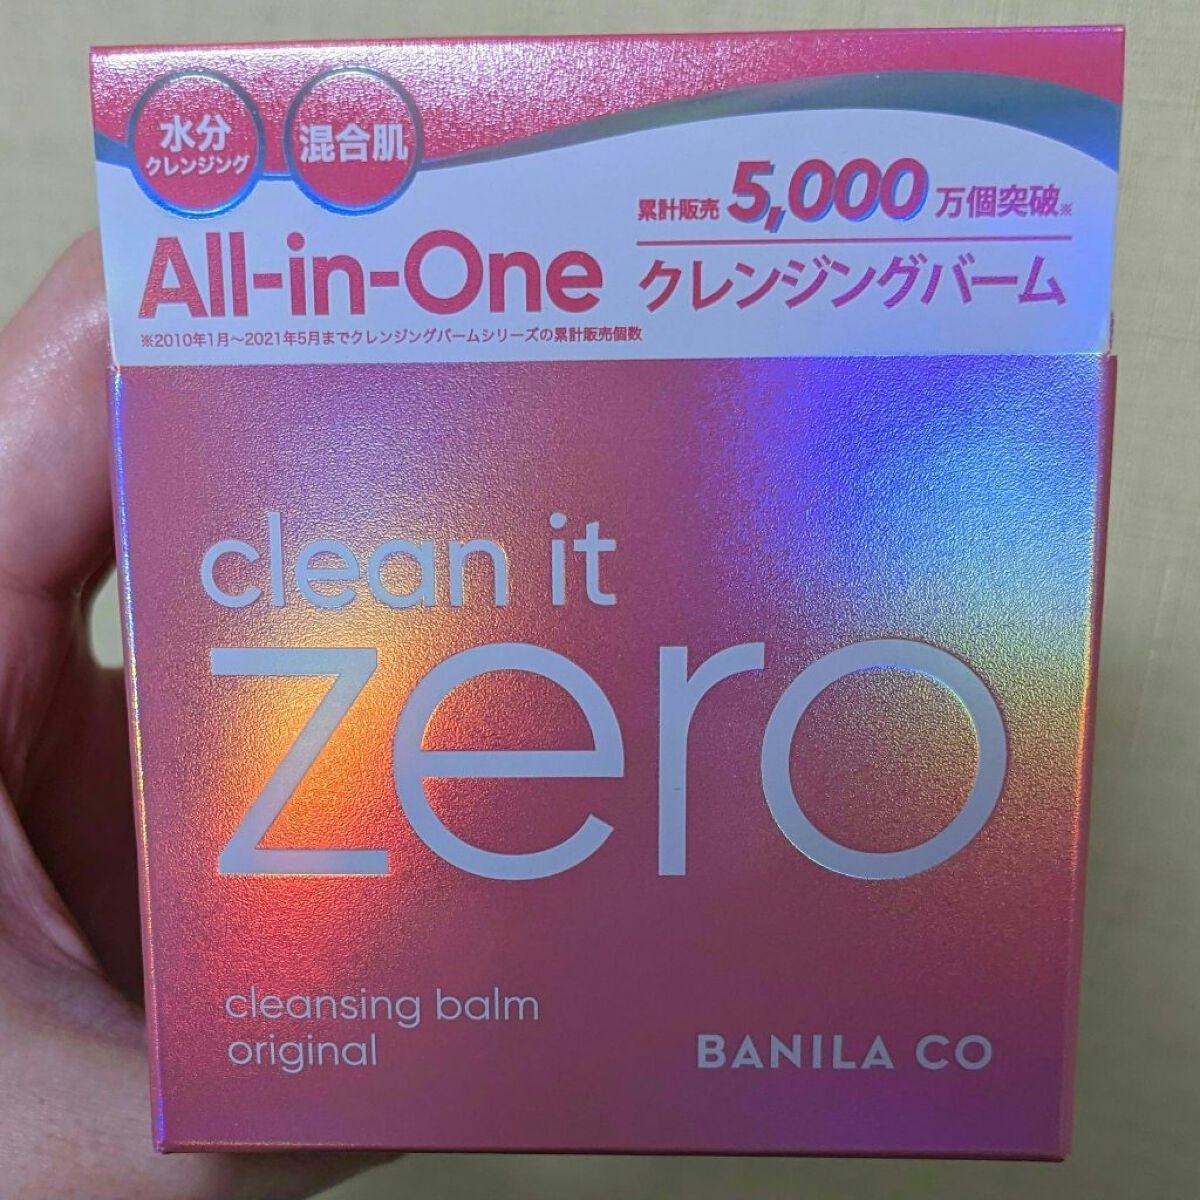 水分
クレンジング
混合肌
累計販売 5,000 万個突破※
All-in-One
クレンジングバーム
※2010年1月～2021年5月までクレンジングバームシリーズの累計販売個数
clean it
zero
cleansing balm
original
BANILA CO